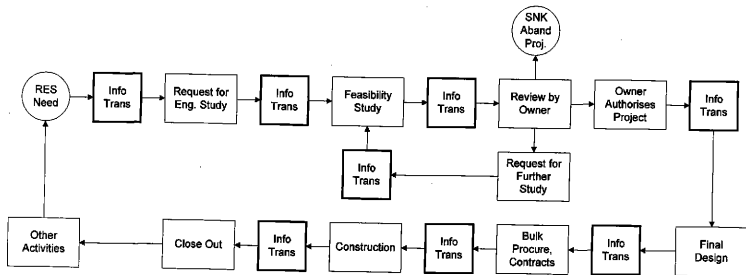 SNK
Aband
Proj.
RES
Need
Info
Trans
Request for
Eng. Study
Info
Trans
Feasibility
Study
Info
Trans
Review by
Owner
Owner
Authorises
Project
Info
Trans
Info
Trans
Request for
Further
Study
Other
Activities
Close Out
Info
Trans
Construction
Info
Trans
Bulk
Procure,
Contracts
Info
Trans
Final
Design